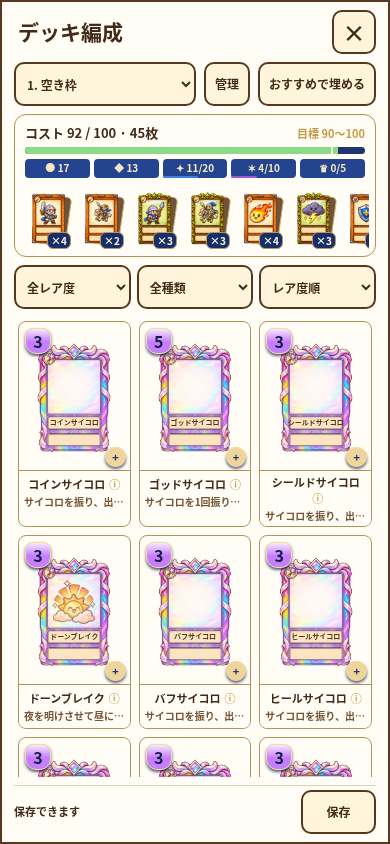 デッキ編成
×
1. 空き枠
管理
おすすめで埋める
コスト 92 / 100・45枚
目標 90〜100
● 17
◆ 13
✦ 11/20
✶ 4/10
♛ 0/5
×4
×2
×3
×3
×4
×3
全レア度
全種類
レア度順
3
コインサイコロ
+
コインサイコロ ⓘ
サイコロを振り、出…
5
ゴッドサイコロ
+
ゴッドサイコロ ⓘ
サイコロを1回振り…
3
シールドサイコロ
+
シールドサイコロ
ⓘ
サイコロを振り、出…
3
ドーンブレイク
+
ドーンブレイク ⓘ
夜を明けさせて昼に…
3
バフサイコロ
+
バフサイコロ ⓘ
サイコロを振り、出…
3
ヒールサイコロ
+
ヒールサイコロ ⓘ
サイコロを振り、出…
3
3
3
保存できます
保存